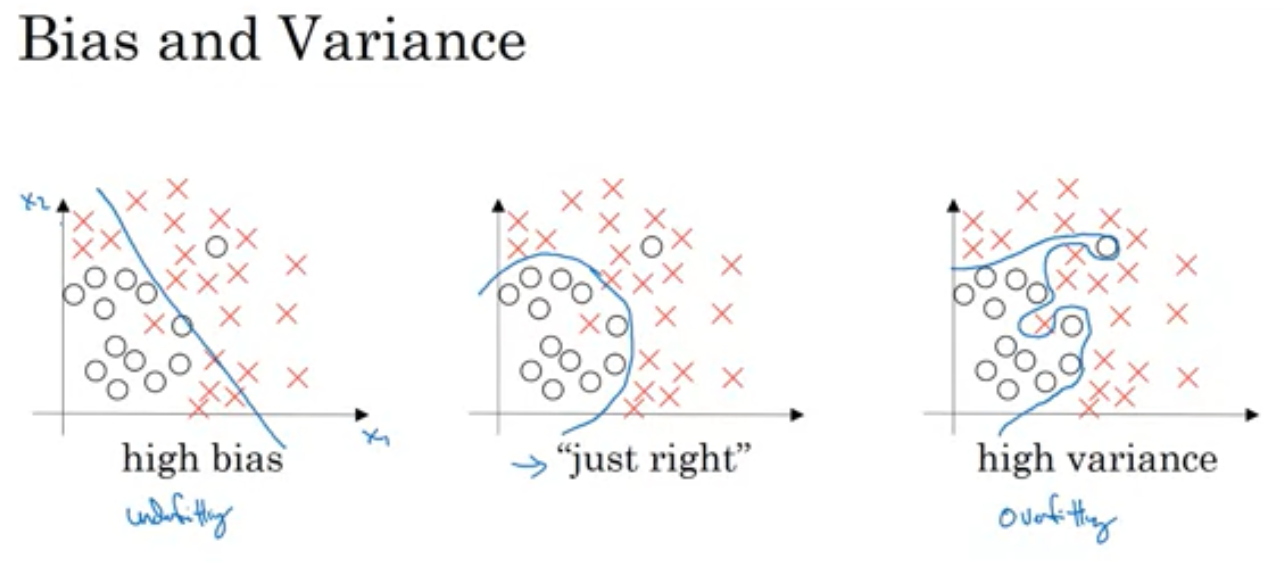 Bias and Variance
x₂
x₁
high bias
→ “just right”
high variance
underfitting
overfitting